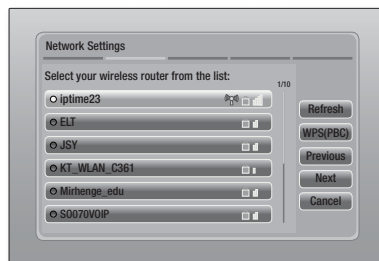 Network Settings
Select your wireless router from the list:
1/10
iptime23
ELT
JSY
KT_WLAN_C361
Mirhenge_edu
SO070VOIP
Refresh
WPS(PBC)
Previous
Next
Cancel